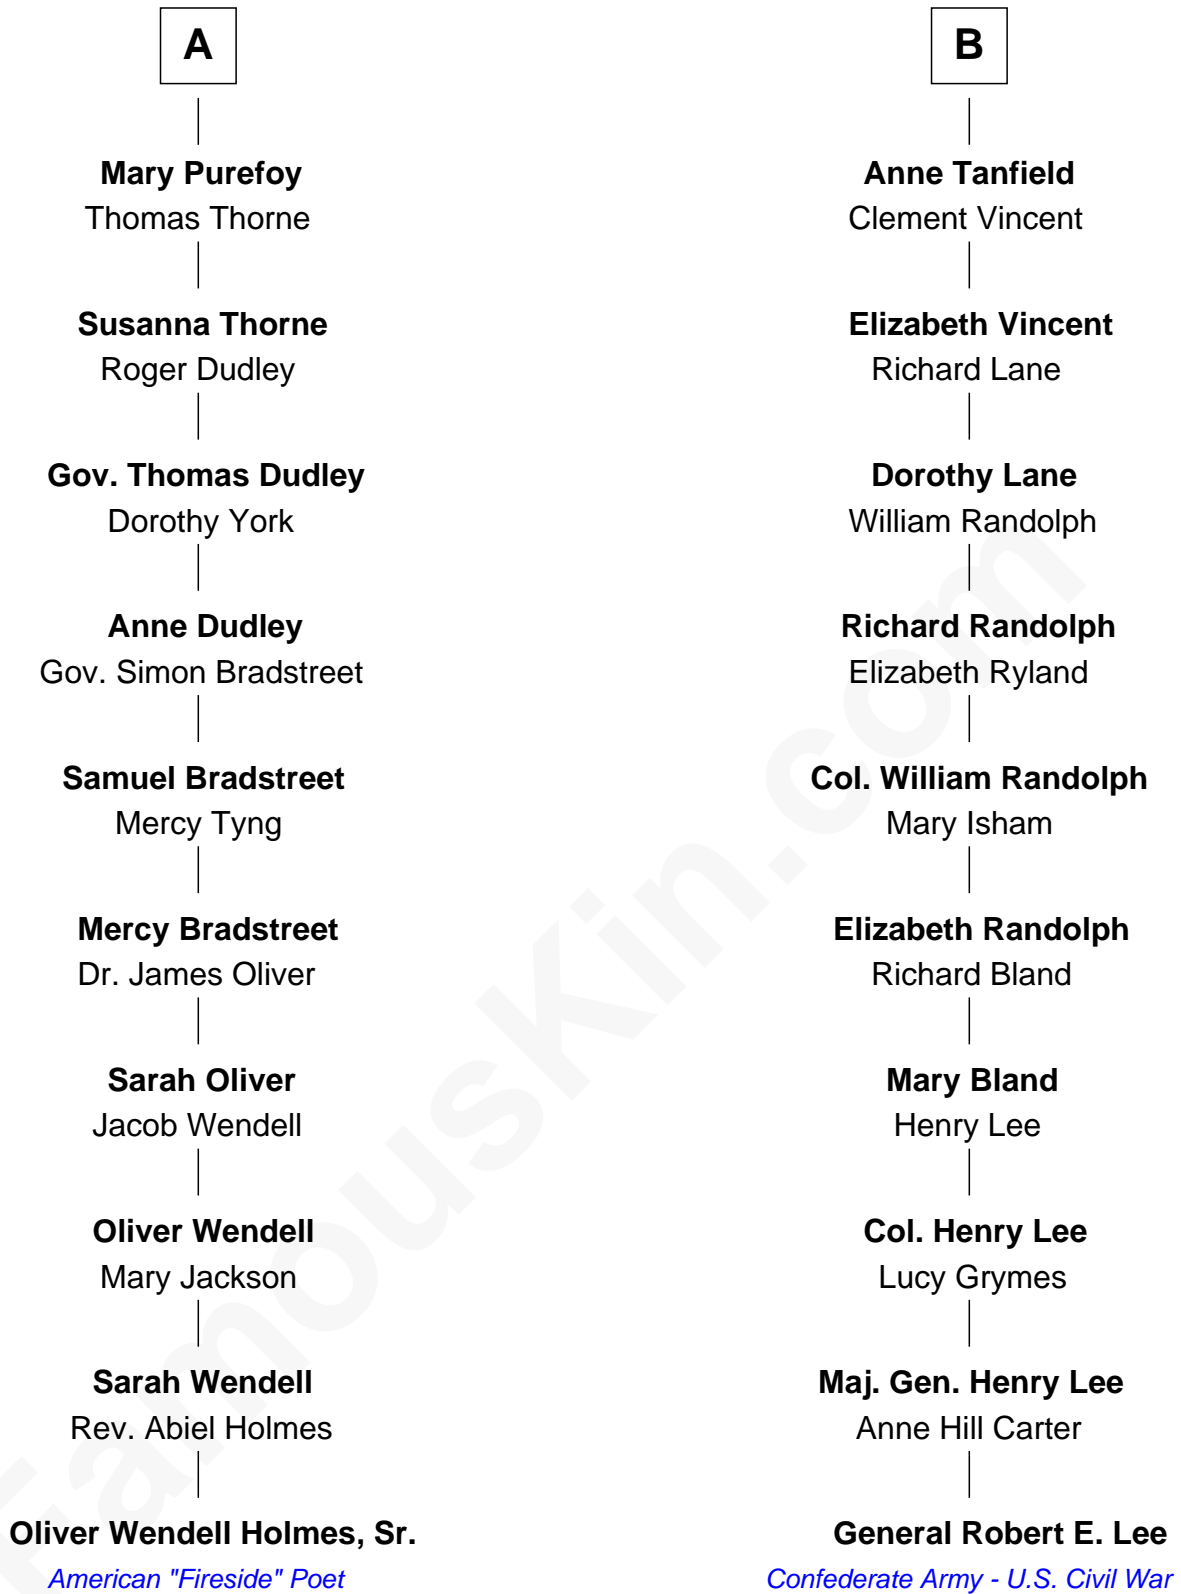 A
Mary Purefoy
Thomas Thorne
Susanna Thorne
Roger Dudley
Gov. Thomas Dudley
Dorothy York
Anne Dudley
Gov. Simon Bradstreet
Samuel Bradstreet
Mercy Tyng
Mercy Bradstreet
Dr. James Oliver
Sarah Oliver
Jacob Wendell
Oliver Wendell
Mary Jackson
Sarah Wendell
Rev. Abiel Holmes
Oliver Wendell Holmes, Sr.
American "Fireside" Poet
B
Anne Tanfield
Clement Vincent
Elizabeth Vincent
Richard Lane
Dorothy Lane
William Randolph
Richard Randolph
Elizabeth Ryland
Col. William Randolph
Mary Isham
Elizabeth Randolph
Richard Bland
Mary Bland
Henry Lee
Col. Henry Lee
Lucy Grymes
Maj. Gen. Henry Lee
Anne Hill Carter
General Robert E. Lee
Confederate Army - U.S. Civil War
FamousKin.com